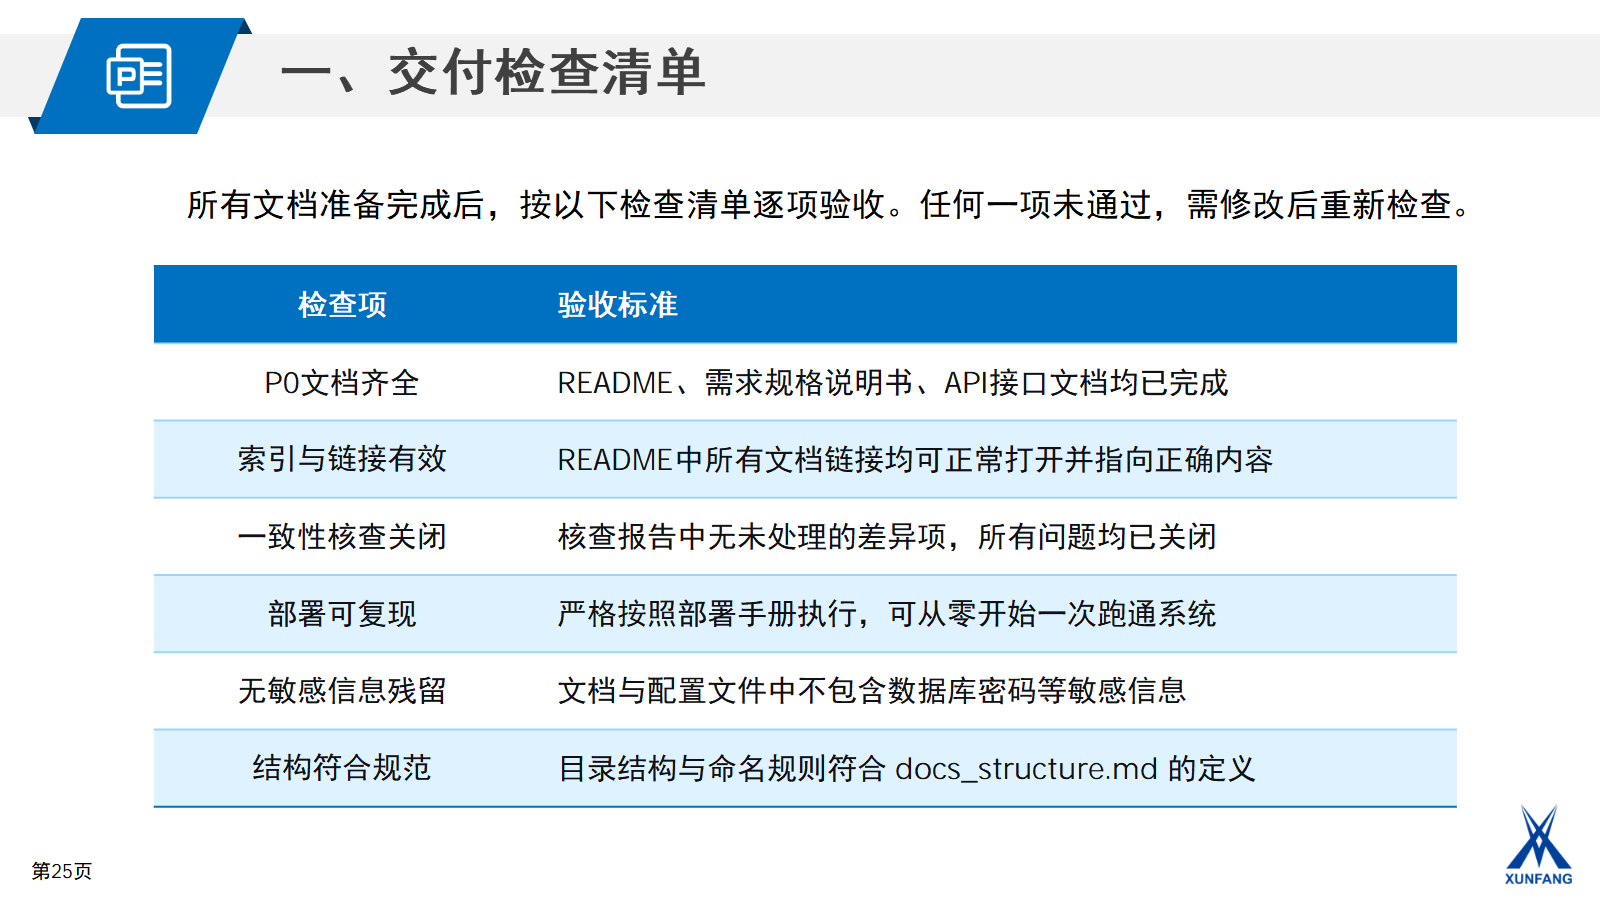 一、交付检查清单
所有文档准备完成后，按以下检查清单逐项验收。任何一项未通过，需修改后重新检查。
检查项 验收标准
P0文档齐全 README、需求规格说明书、API接口文档均已完成
索引与链接有效 README中所有文档链接均可正常打开并指向正确内容
一致性核查关闭 核查报告中无未处理的差异项，所有问题均已关闭
部署可复现 严格按照部署手册执行，可从零开始一次跑通系统
无敏感信息残留 文档与配置文件中不包含数据库密码等敏感信息
结构符合规范 目录结构与命名规则符合 docs_structure.md 的定义
第25页
XUNFANG